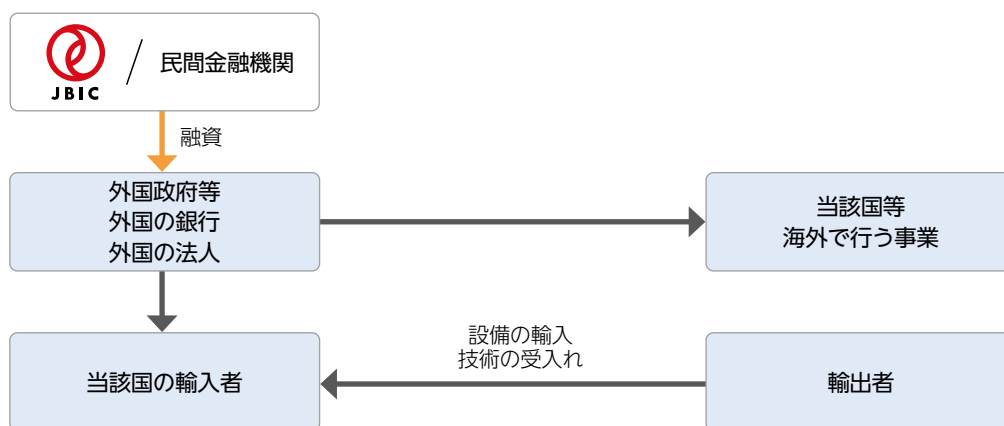 JBIC
/ 民間金融機関
融資
外国政府等
外国の銀行
外国の法人
当該国等
海外で行う事業
当該国の輸入者
設備の輸入
技術の受入れ
輸出者